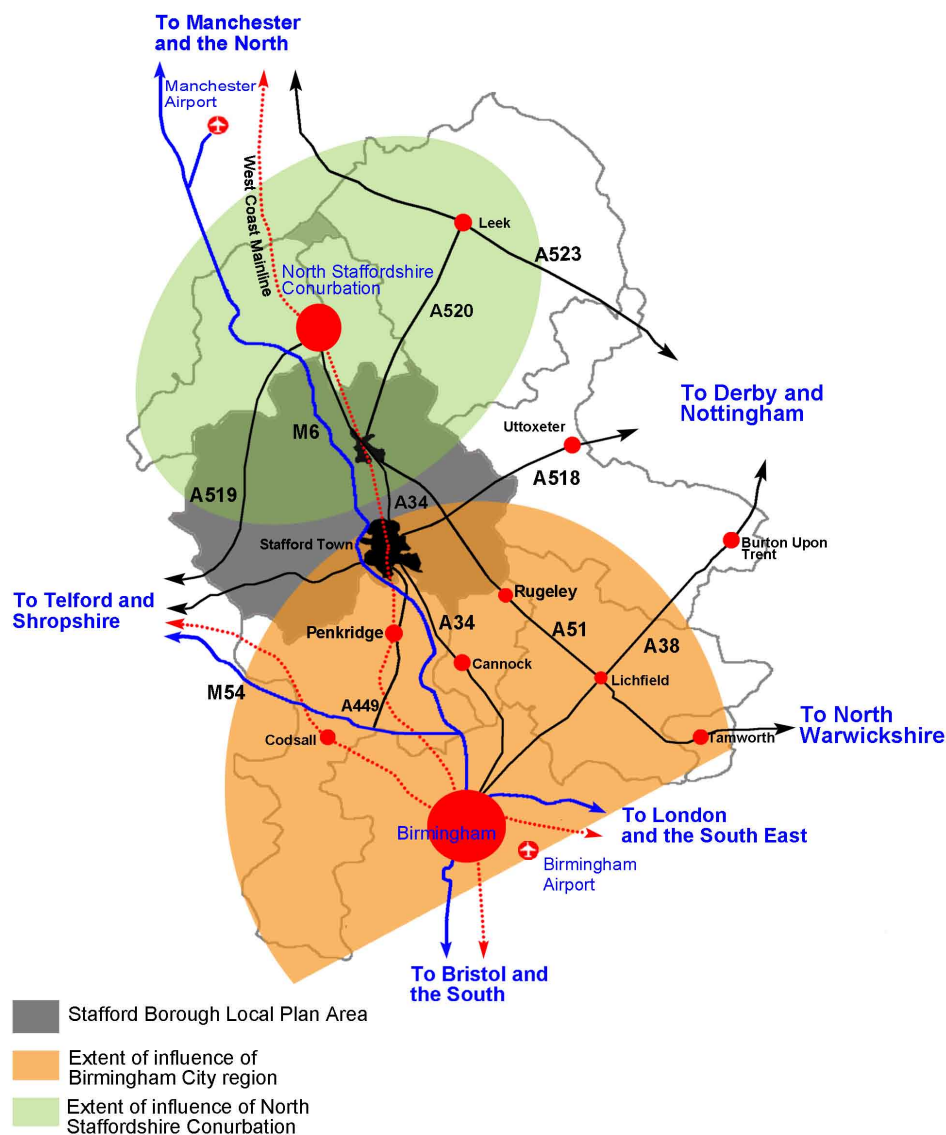 To Manchester
and the North
Manchester
Airport
West Coast Mainline
Leek
A523
North Staffordshire
Conurbation
A520
To Derby and
Nottingham
Uttoxeter
M6
A518
A519
A34
Stafford Town
Burton Upon
Trent
To Telford and
Shropshire
Rugeley
Penkridge
A34
A51
A38
Cannock
Lichfield
M54
A449
To North
Warwickshire
Codsall
Tamworth
To London
and the South East
Birmingham
Birmingham
Airport
To Bristol and
the South
Stafford Borough Local Plan Area
Extent of influence of
Birmingham City region
Extent of influence of North
Staffordshire Conurbation